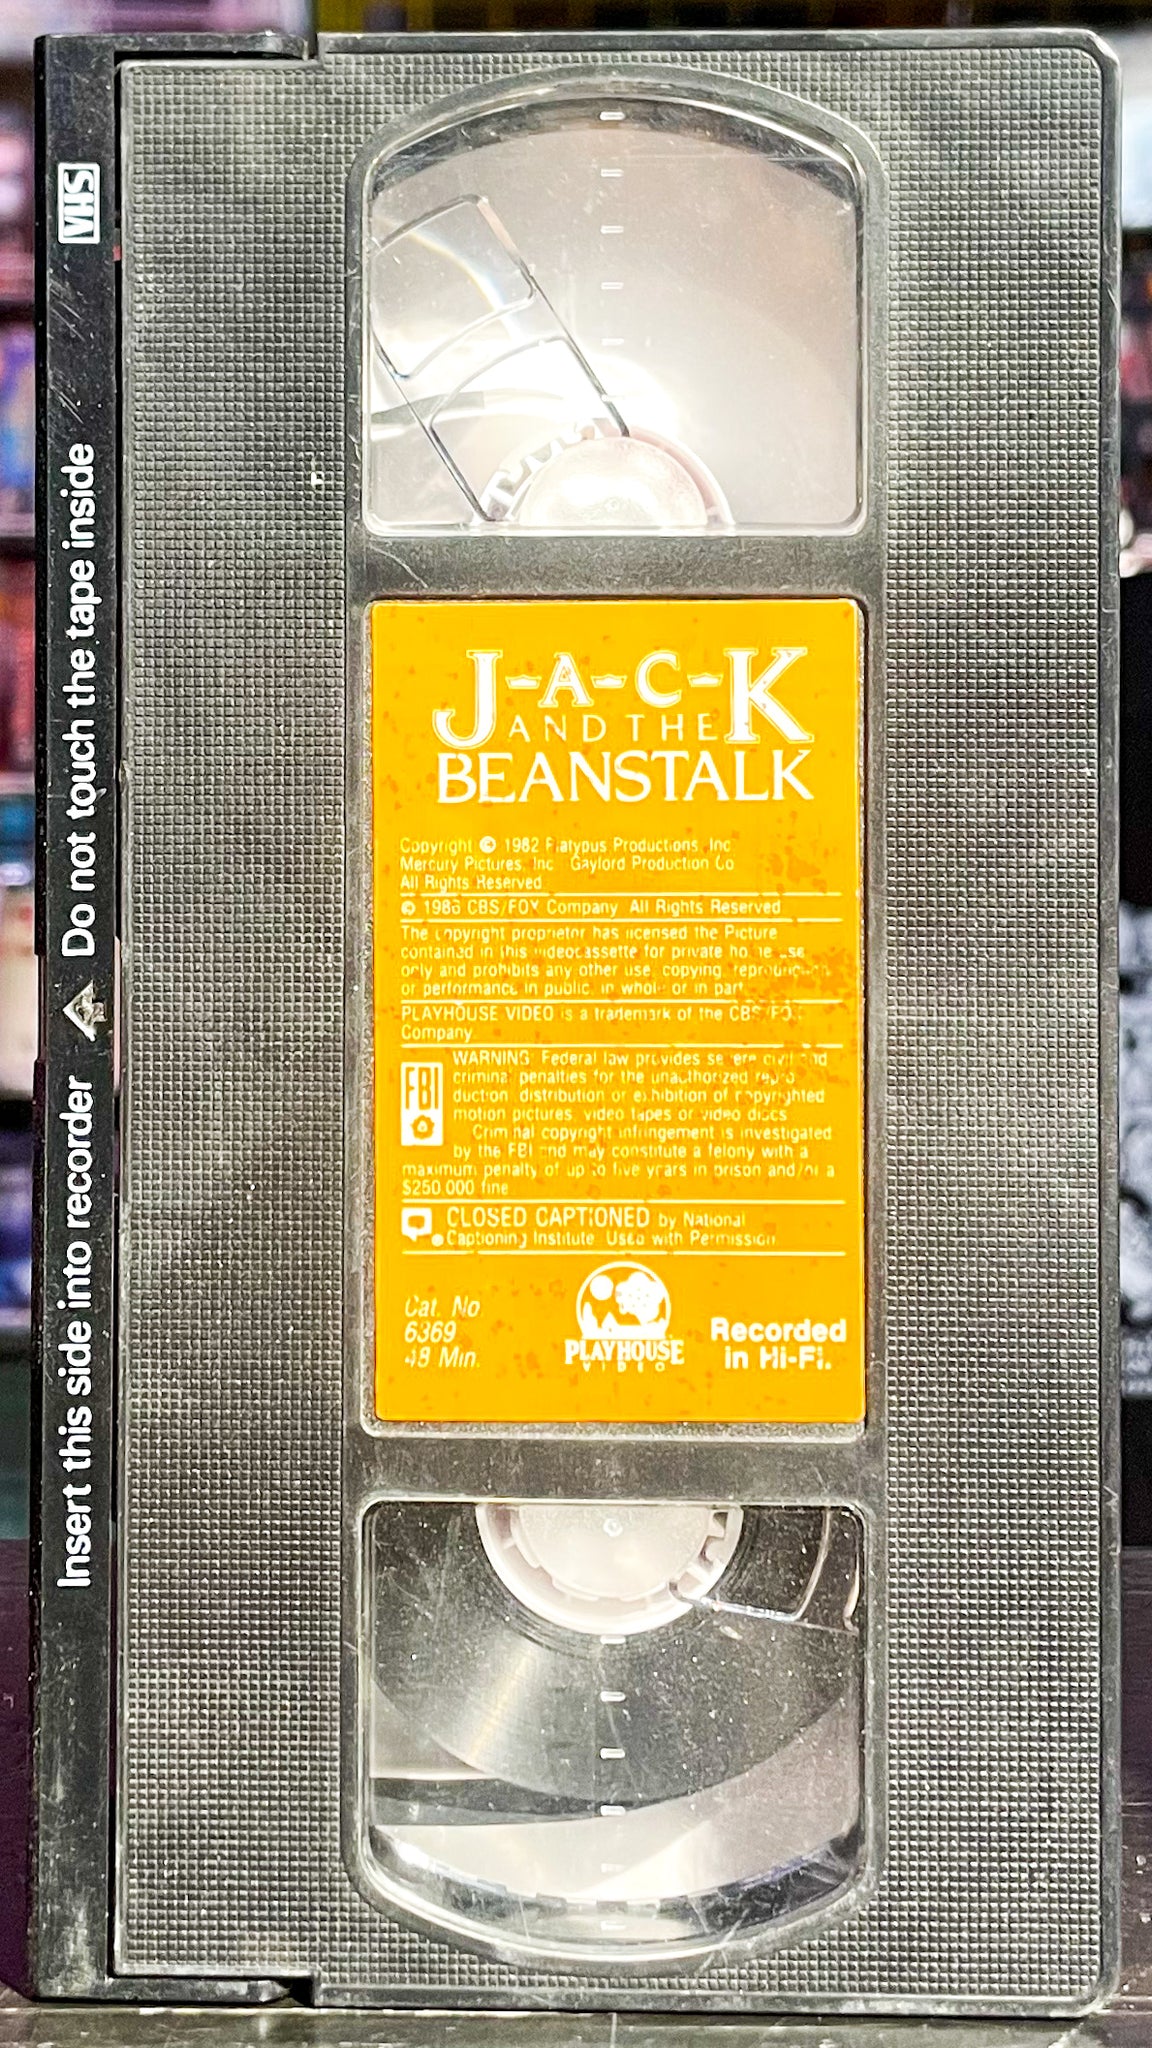 VHS
Do not touch the tape inside
Insert this side into recorder
J-A-C-K
AND THE
BEANSTALK
Copyright © 1982 Platypus Productions, Inc
Mercury Pictures, Inc Gaylord Production Co
All Rights Reserved
© 1986 CBS/FOX Company All Rights Reserved
The copyright proprietor has licensed the Picture
contained in this videocassette for private home use
only and prohibits any other use, copying, reproduction
or performance in public, in whole or in part
PLAYHOUSE VIDEO is a trademark of the CBS/FOX
Company.
FBI
WARNING: Federal law provides severe civil and
criminal penalties for the unauthorized repro
duction, distribution or exhibition of copyrighted
motion pictures, video tapes or video discs
Criminal copyright infringement is investigated
by the FBI and may constitute a felony with a
maximum penalty of up to five years in prison and/or a
$250.000 fine
CLOSED CAPTIONED by National
Captioning Institute. Used with Permission.
Cat. No
6369
48 Min.
PLAYHOUSE
VIDEO
Recorded
in Hi-Fi.